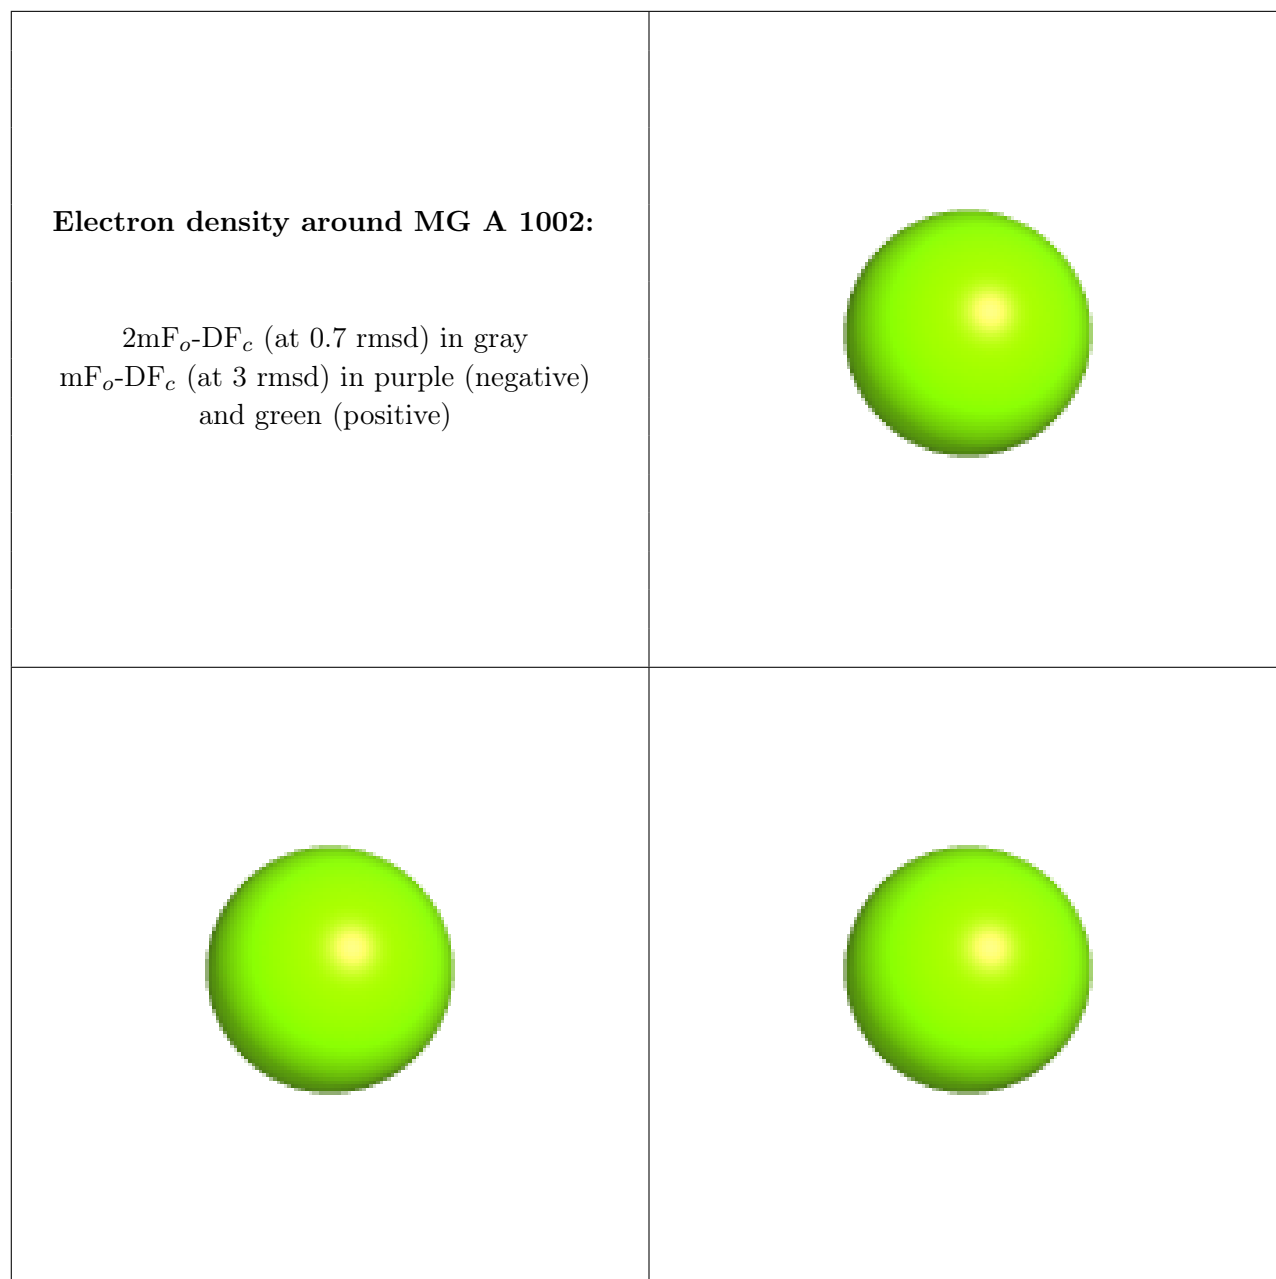 Electron density around MG A 1002:
2mFo-DFc (at 0.7 rmsd) in gray
mFo-DFc (at 3 rmsd) in purple (negative)
and green (positive)